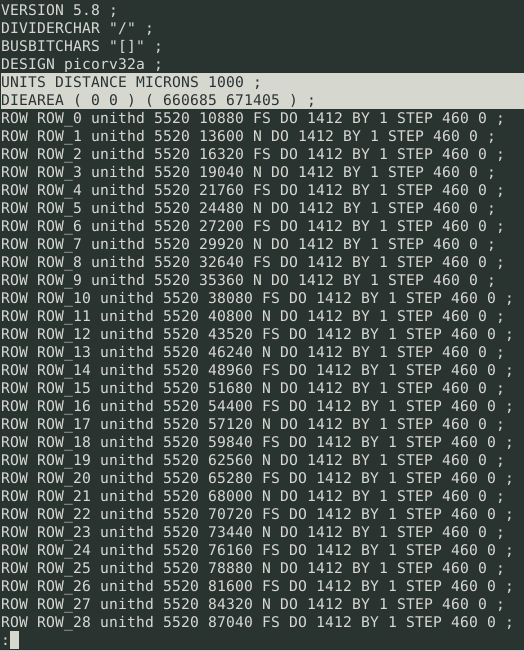 VERSION 5.8 ;
DIVIDERCHAR "/" ;
BUSBITCHARS "[]" ;
DESIGN picorv32a ;
UNITS DISTANCE MICRONS 1000 ;
DIEAREA ( 0 0 ) ( 660685 671405 ) ;
ROW ROW_0 unithd 5520 10880 FS DO 1412 BY 1 STEP 460 0 ;
ROW ROW_1 unithd 5520 13600 N DO 1412 BY 1 STEP 460 0 ;
ROW ROW_2 unithd 5520 16320 FS DO 1412 BY 1 STEP 460 0 ;
ROW ROW_3 unithd 5520 19040 N DO 1412 BY 1 STEP 460 0 ;
ROW ROW_4 unithd 5520 21760 FS DO 1412 BY 1 STEP 460 0 ;
ROW ROW_5 unithd 5520 24480 N DO 1412 BY 1 STEP 460 0 ;
ROW ROW_6 unithd 5520 27200 FS DO 1412 BY 1 STEP 460 0 ;
ROW ROW_7 unithd 5520 29920 N DO 1412 BY 1 STEP 460 0 ;
ROW ROW_8 unithd 5520 32640 FS DO 1412 BY 1 STEP 460 0 ;
ROW ROW_9 unithd 5520 35360 N DO 1412 BY 1 STEP 460 0 ;
ROW ROW_10 unithd 5520 38080 FS DO 1412 BY 1 STEP 460 0 ;
ROW ROW_11 unithd 5520 40800 N DO 1412 BY 1 STEP 460 0 ;
ROW ROW_12 unithd 5520 43520 FS DO 1412 BY 1 STEP 460 0 ;
ROW ROW_13 unithd 5520 46240 N DO 1412 BY 1 STEP 460 0 ;
ROW ROW_14 unithd 5520 48960 FS DO 1412 BY 1 STEP 460 0 ;
ROW ROW_15 unithd 5520 51680 N DO 1412 BY 1 STEP 460 0 ;
ROW ROW_16 unithd 5520 54400 FS DO 1412 BY 1 STEP 460 0 ;
ROW ROW_17 unithd 5520 57120 N DO 1412 BY 1 STEP 460 0 ;
ROW ROW_18 unithd 5520 59840 FS DO 1412 BY 1 STEP 460 0 ;
ROW ROW_19 unithd 5520 62560 N DO 1412 BY 1 STEP 460 0 ;
ROW ROW_20 unithd 5520 65280 FS DO 1412 BY 1 STEP 460 0 ;
ROW ROW_21 unithd 5520 68000 N DO 1412 BY 1 STEP 460 0 ;
ROW ROW_22 unithd 5520 70720 FS DO 1412 BY 1 STEP 460 0 ;
ROW ROW_23 unithd 5520 73440 N DO 1412 BY 1 STEP 460 0 ;
ROW ROW_24 unithd 5520 76160 FS DO 1412 BY 1 STEP 460 0 ;
ROW ROW_25 unithd 5520 78880 N DO 1412 BY 1 STEP 460 0 ;
ROW ROW_26 unithd 5520 81600 FS DO 1412 BY 1 STEP 460 0 ;
ROW ROW_27 unithd 5520 84320 N DO 1412 BY 1 STEP 460 0 ;
ROW ROW_28 unithd 5520 87040 FS DO 1412 BY 1 STEP 460 0 ;
: